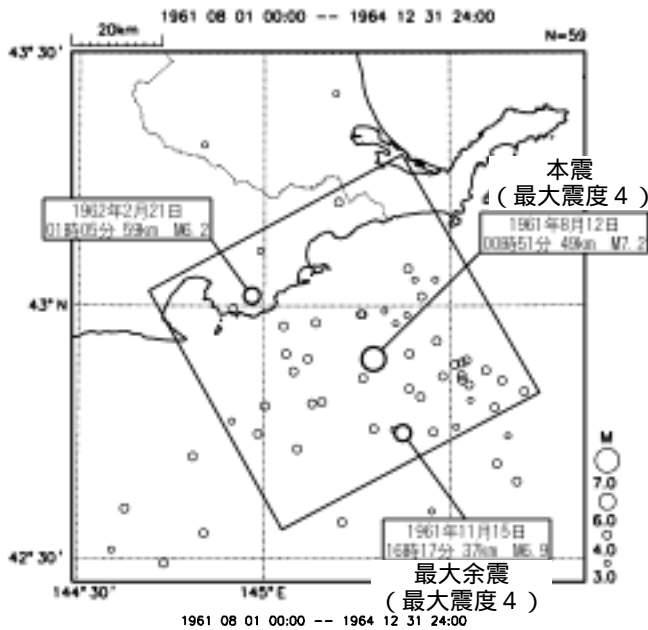 1961 08 01 00:00 -- 1964 12 31 24:00
20km
N=59
43°30'
本震
（最大震度４）
1962年2月21日
01時05分 59km M6.2
1961年8月12日
00時51分 49km M7.2
43°N
M
7.0
6.0
4.0
3.0
1961年11月15日
16時17分 37km M6.9
42°30'
最大余震
（最大震度４）
144°30'
145°E
1961 08 01 00:00 -- 1964 12 31 24:00